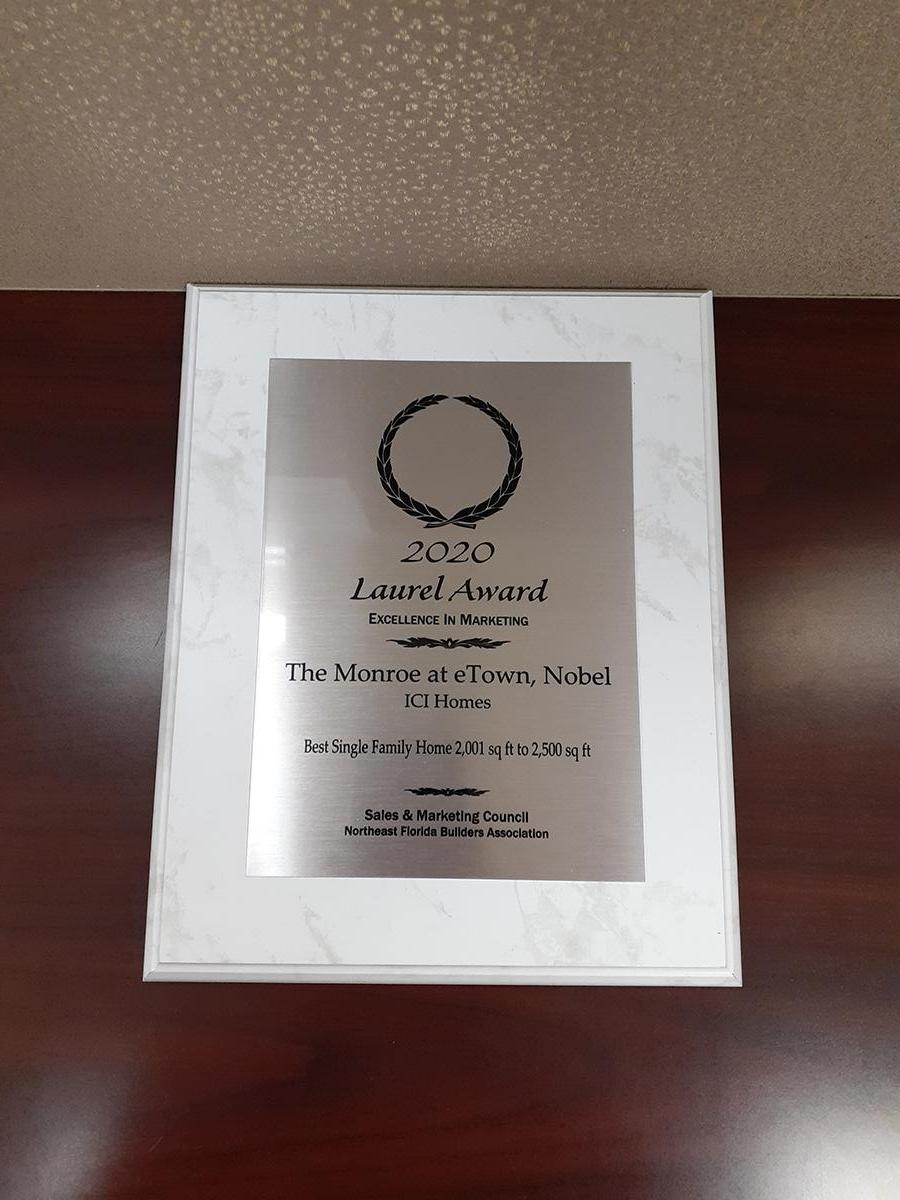 2020
Laurel Award
Excellence In Marketing
The Monroe at eTown, Nobel
ICI Homes
Best Single Family Home 2,001 sq ft to 2,500 sq ft
Sales & Marketing Council
Northeast Florida Builders Association